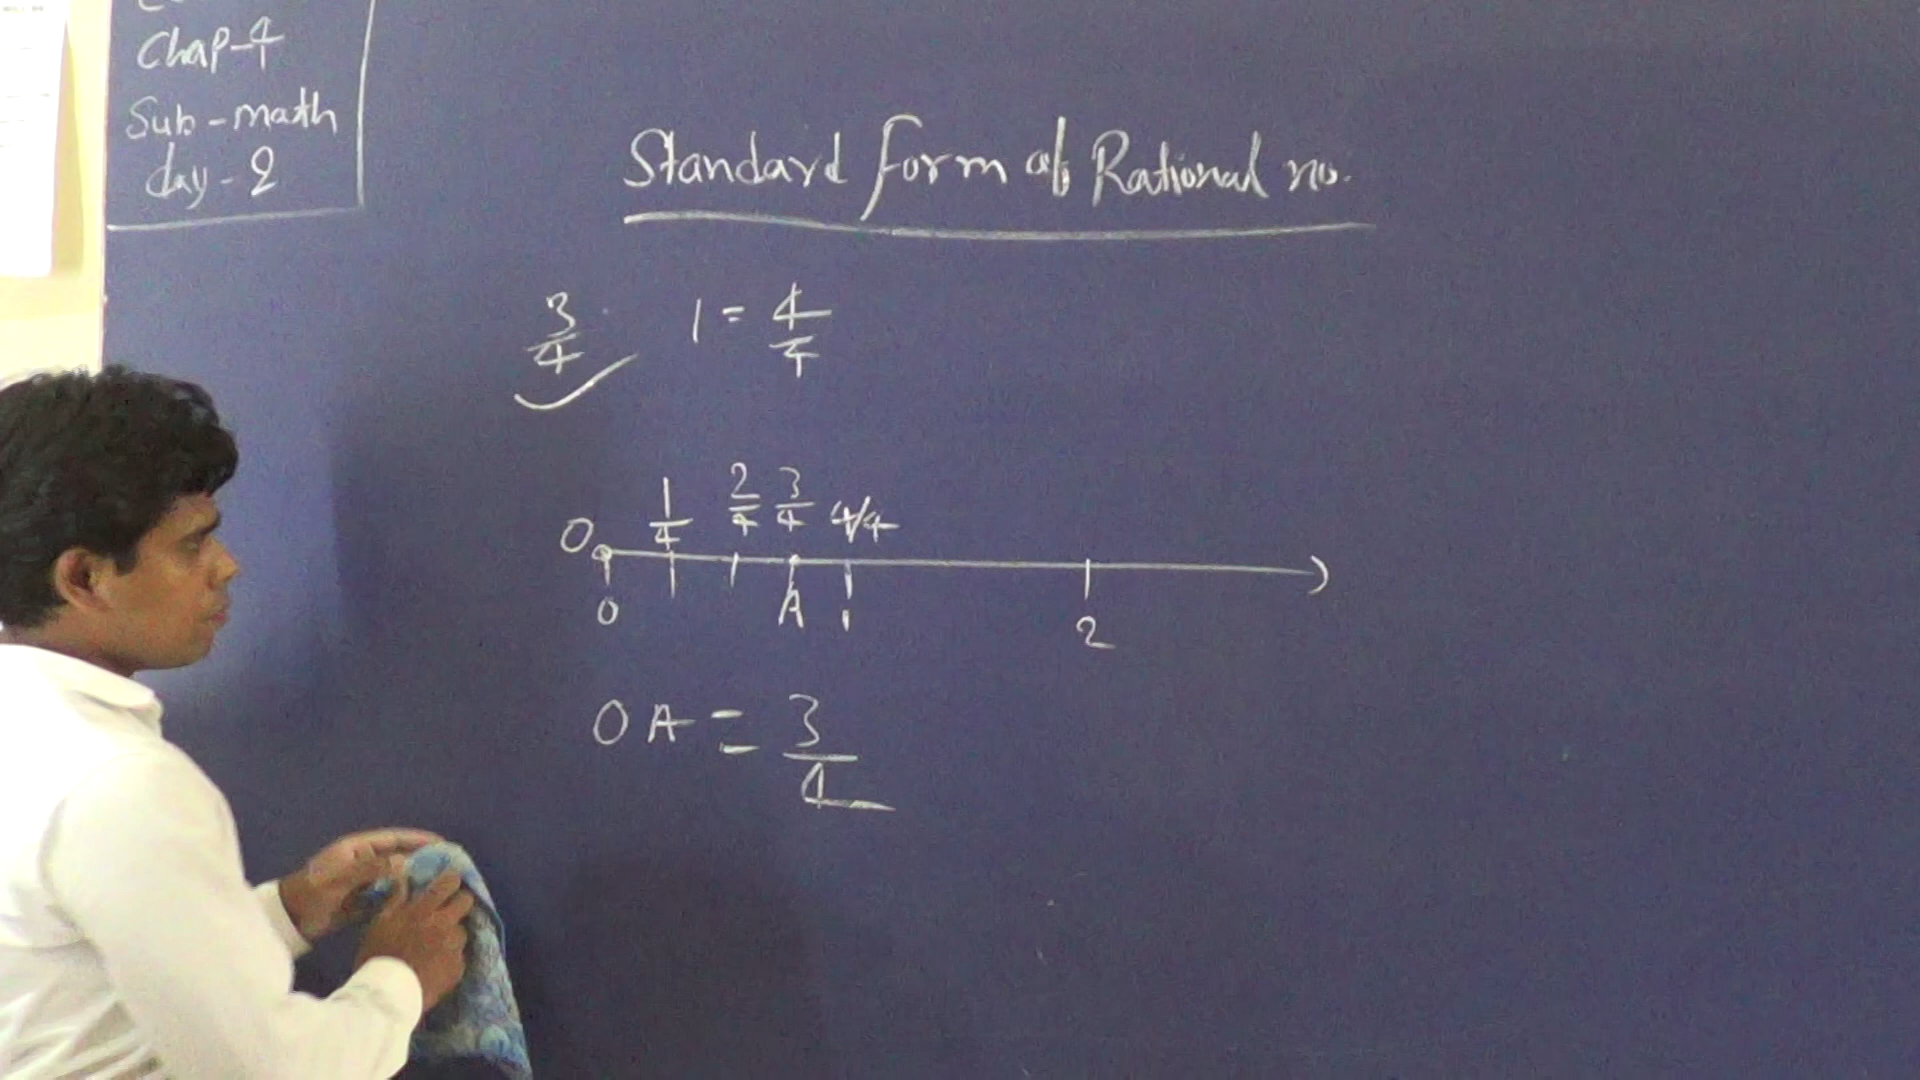 Chap-4
Sub-math
day-2
Standard form of Rational no.
3/4 1 = 4/4
1/4 2/4 3/4 4/4
O
0 A 1 2
OA = 3/4